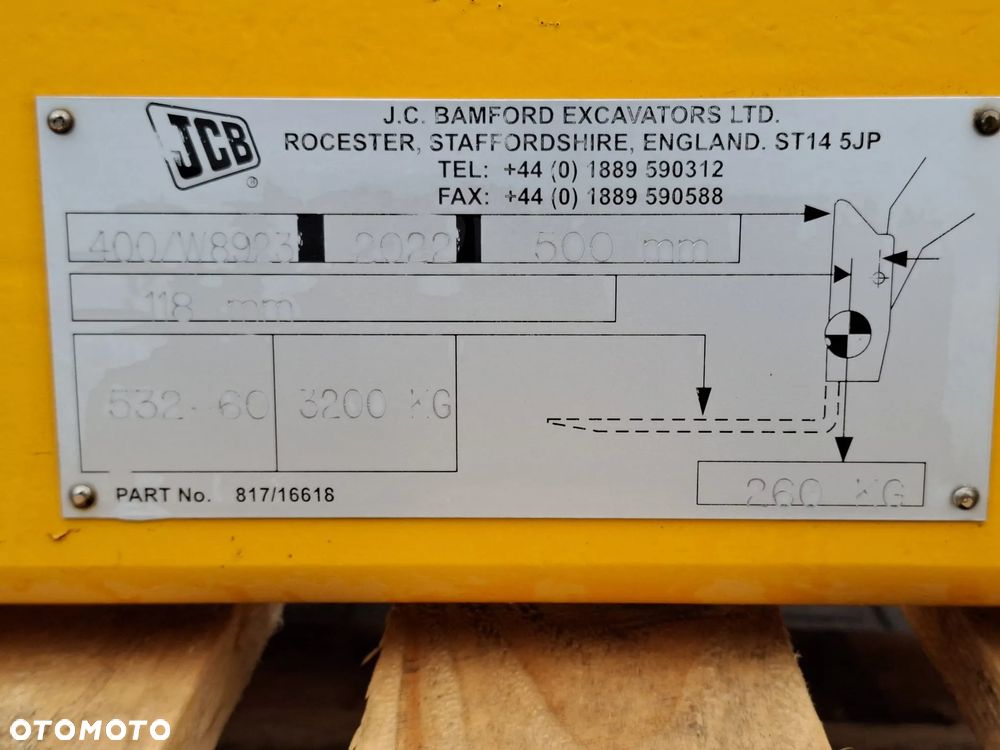 JCB
®
J.C. BAMFORD EXCAVATORS LTD.
ROCESTER, STAFFORDSHIRE, ENGLAND. ST14 5JP
TEL: +44 (0) 1889 590312
FAX: +44 (0) 1889 590588
400/W8923 2022 500 mm
118 mm
532-60 3200 KG
260 KG
PART No. 817/16618
OTOMOTO